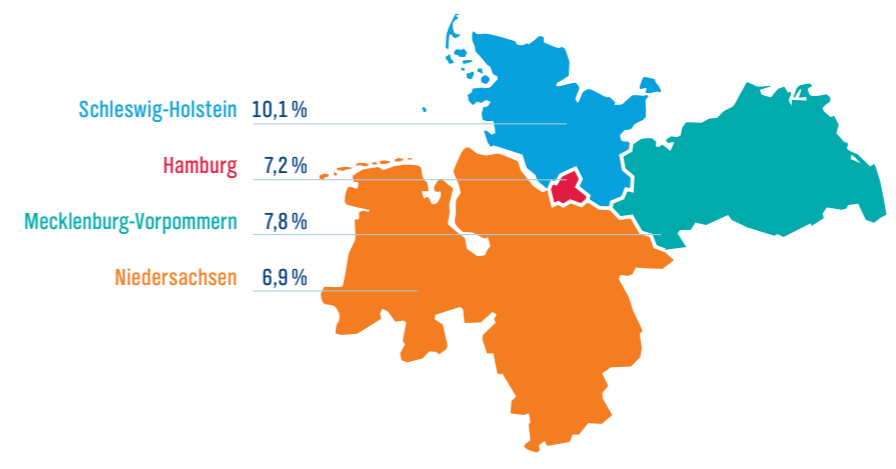 Schleswig-Holstein 10,1 %
Hamburg 7,2 %
Mecklenburg-Vorpommern 7,8 %
Niedersachsen 6,9 %